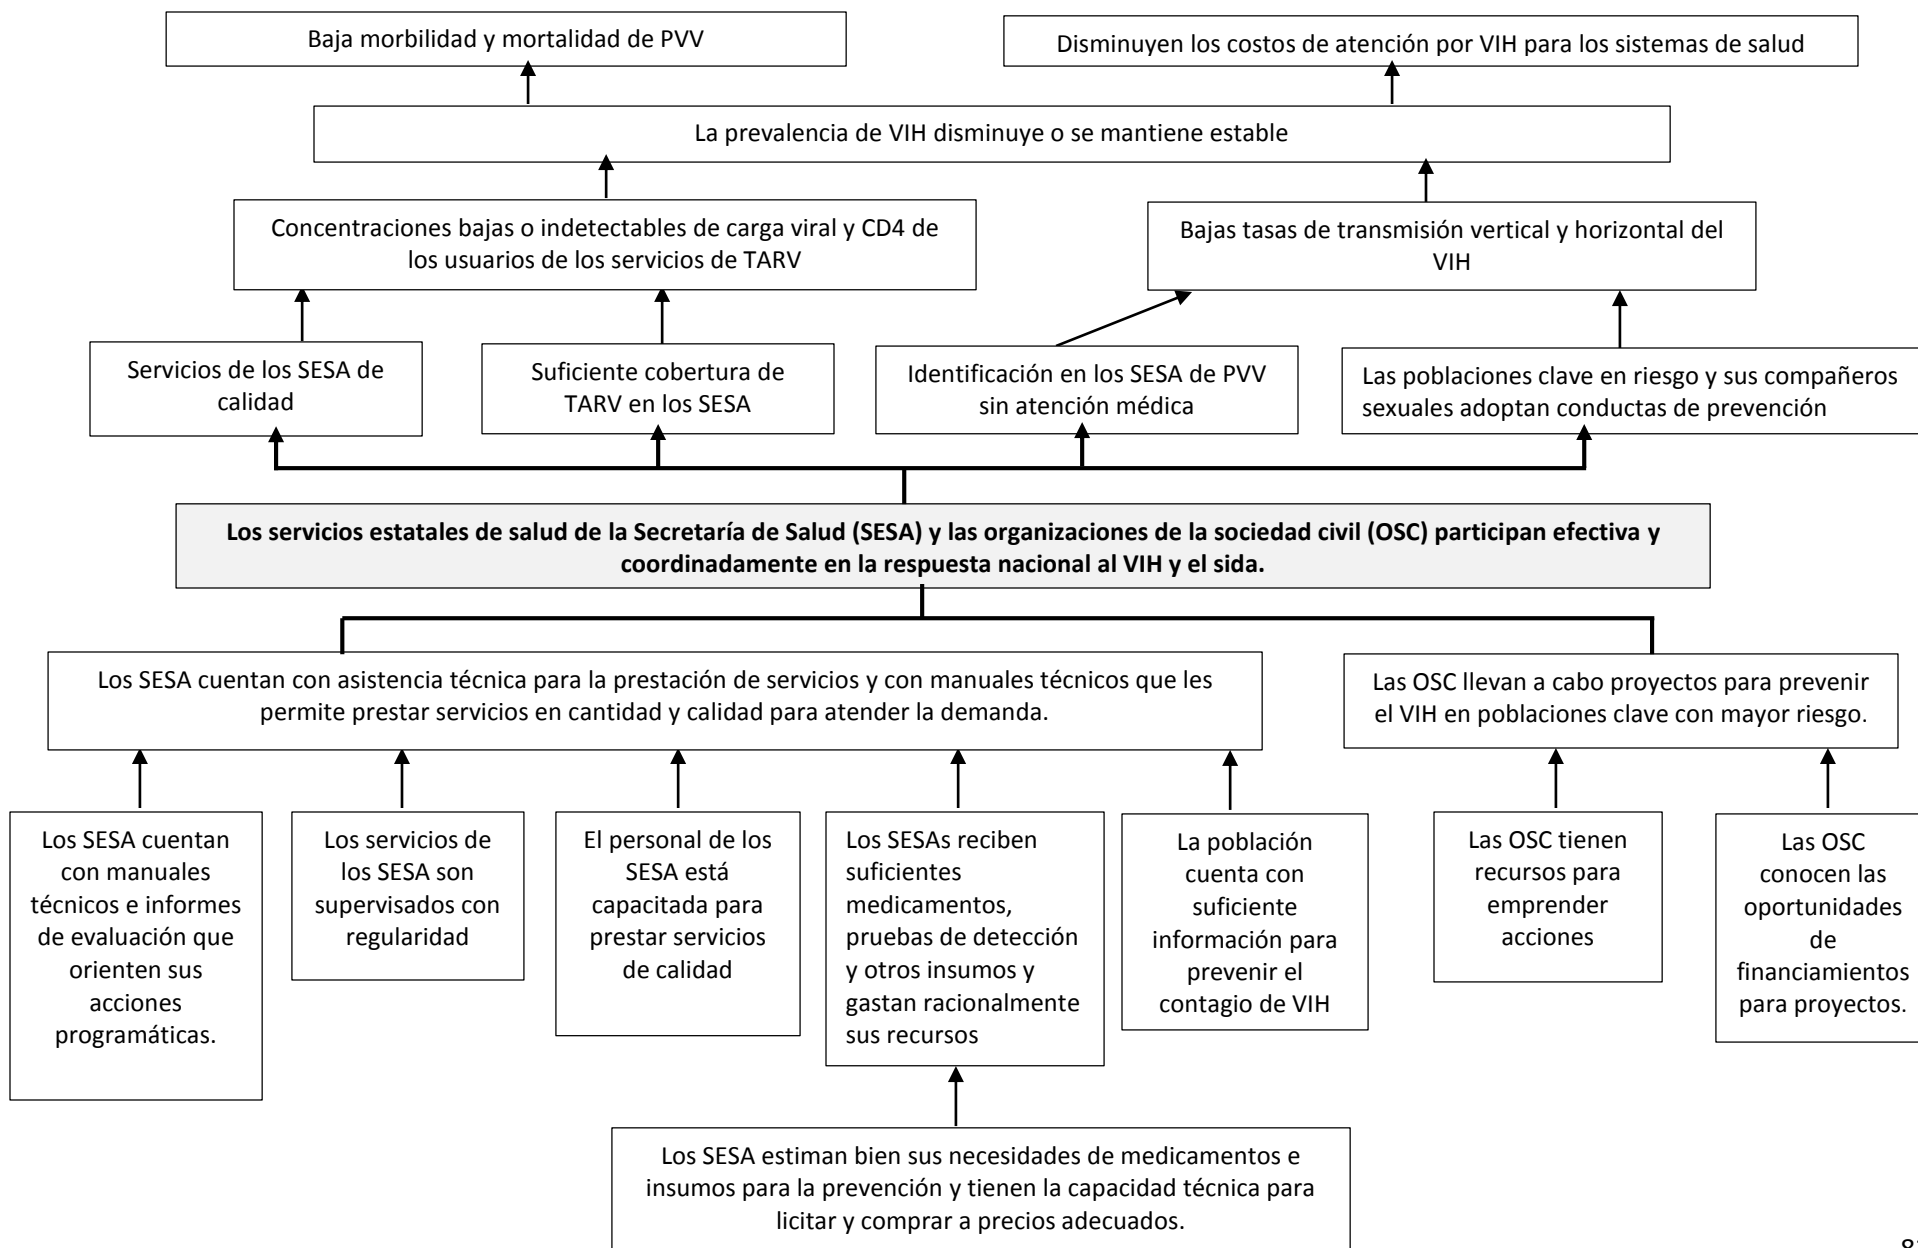 Baja morbilidad y mortalidad de PVV
Disminuyen los costos de atención por VIH para los sistemas de salud
La prevalencia de VIH disminuye o se mantiene estable
Concentraciones bajas o indetectables de carga viral y CD4 de
los usuarios de los servicios de TARV
Bajas tasas de transmisión vertical y horizontal del
VIH
Servicios de los SESA de
calidad
Suficiente cobertura de
TARV en los SESA
Identificación en los SESA de PVV
sin atención médica
Las poblaciones clave en riesgo y sus compañeros
sexuales adoptan conductas de prevención
Los servicios estatales de salud de la Secretaría de Salud (SESA) y las organizaciones de la sociedad civil (OSC) participan efectiva y
coordinadamente en la respuesta nacional al VIH y el sida.
Los SESA cuentan con asistencia técnica para la prestación de servicios y con manuales técnicos que les
permite prestar servicios en cantidad y calidad para atender la demanda.
Las OSC llevan a cabo proyectos para prevenir
el VIH en poblaciones clave con mayor riesgo.
Los SESA cuentan
con manuales
técnicos e informes
de evaluación que
orienten sus
acciones
programáticas.
Los servicios de
los SESA son
supervisados con
regularidad
El personal de los
SESA está
capacitada para
prestar servicios
de calidad
Los SESAs reciben
suficientes
medicamentos,
pruebas de detección
y otros insumos y
gastan racionalmente
sus recursos
La población
cuenta con
suficiente
información para
prevenir el
contagio de VIH
Las OSC tienen
recursos para
emprender
acciones
Las OSC
conocen las
oportunidades
de
financiamientos
para proyectos.
Los SESA estiman bien sus necesidades de medicamentos e
insumos para la prevención y tienen la capacidad técnica para
licitar y comprar a precios adecuados.